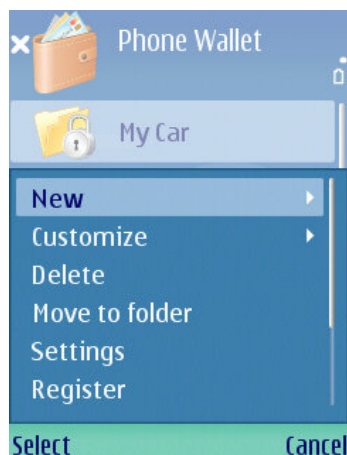 Phone Wallet
My Car
New
Customize
Delete
Move to folder
Settings
Register
Select Cancel